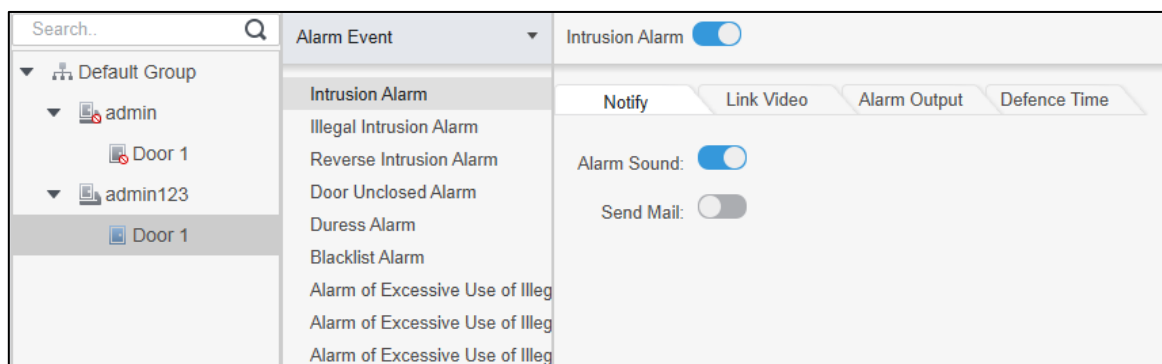 Search..
Default Group
admin
Door 1
admin123
Door 1
Alarm Event
Intrusion Alarm
Illegal Intrusion Alarm
Reverse Intrusion Alarm
Door Unclosed Alarm
Duress Alarm
Blacklist Alarm
Alarm of Excessive Use of Illeg
Alarm of Excessive Use of Illeg
Alarm of Excessive Use of Illeg
Intrusion Alarm
Notify Link Video Alarm Output Defence Time
Alarm Sound:
Send Mail: